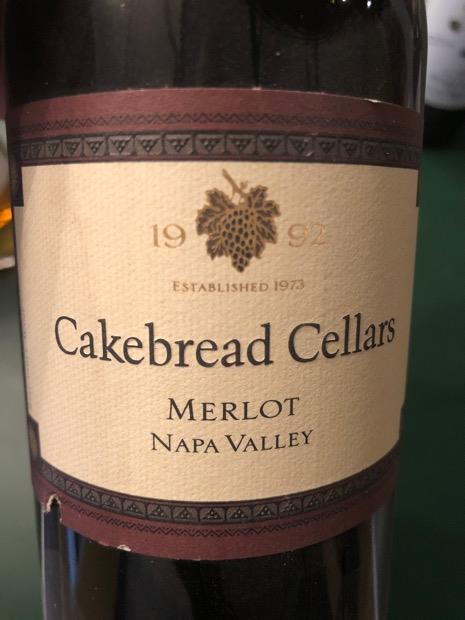 19 92
ESTABLISHED 1973
Cakebread Cellars
MERLOT
NAPA VALLEY